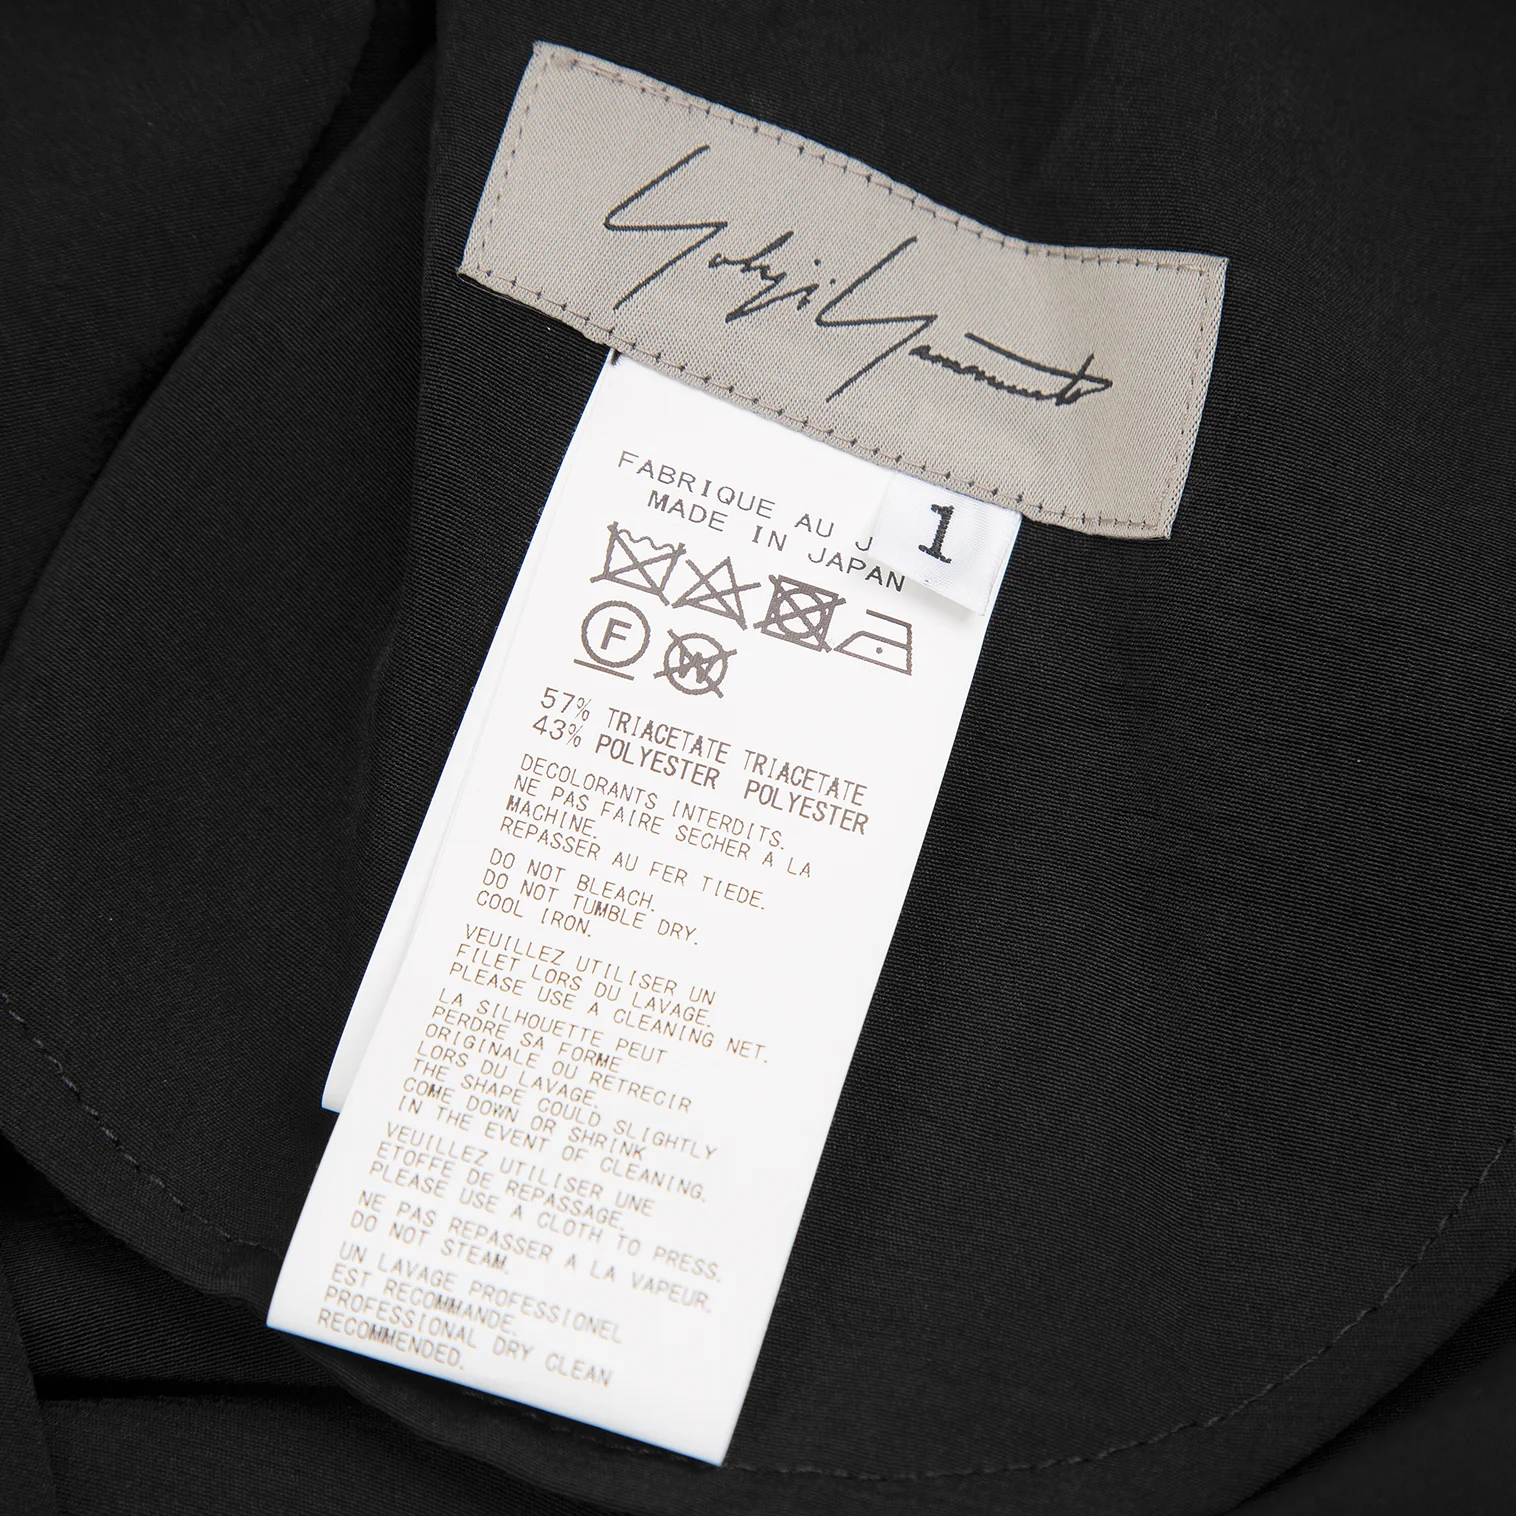 Yohji Yamamoto
1
FABRIQUE AU J
MADE IN JAPAN
F
W
57% TRIACETATE TRIACETATE
43% POLYESTER POLYESTER
DECOLORANTS INTERDITS.
NE PAS FAIRE SECHER A LA
MACHINE.
REPASSER AU FER TIEDE.
DO NOT BLEACH.
DO NOT TUMBLE DRY.
COOL IRON.
VEUILLEZ UTILISER UN
FILET LORS DU LAVAGE.
PLEASE USE A CLEANING NET.
LA SILHOUETTE PEUT
PERDRE SA FORME
ORIGINALE OU RETRECIR
LORS DU LAVAGE.
THE SHAPE COULD SLIGHTLY
COME DOWN OR SHRINK
IN THE EVENT OF CLEANING.
VEUILLEZ UTILISER UNE
ETOFFE DE REPASSAGE.
PLEASE USE A CLOTH TO PRESS.
NE PAS REPASSER A LA VAPEUR.
DO NOT STEAM.
UN LAVAGE PROFESSIONEL
EST RECOMMANDE.
PROFESSIONAL DRY CLEAN
RECOMMENDED.